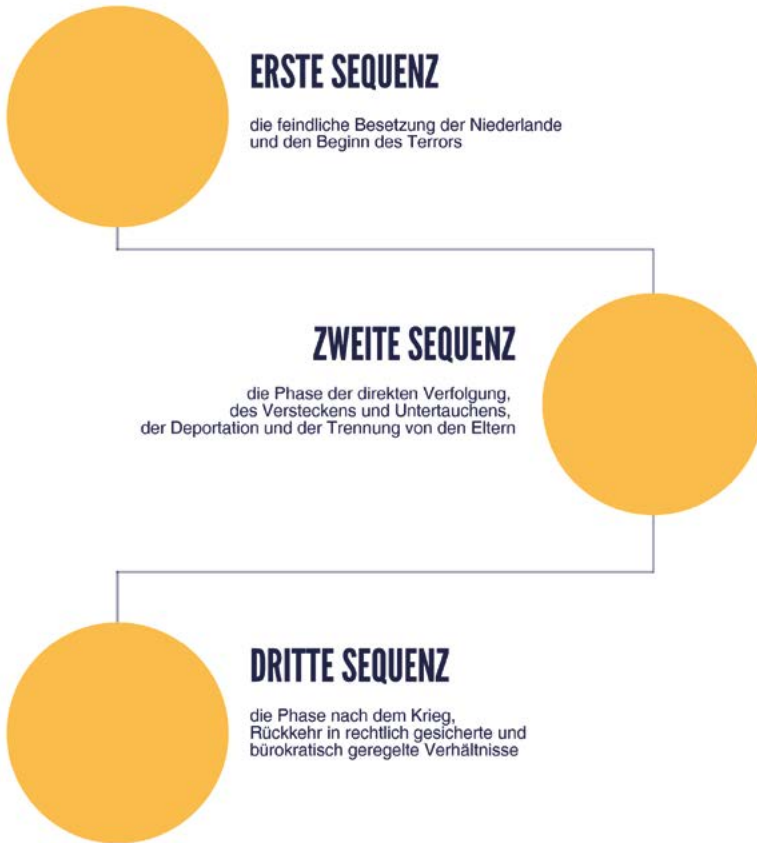 ERSTE SEQUENZ
die feindliche Besetzung der Niederlande
und den Beginn des Terrors
ZWEITE SEQUENZ
die Phase der direkten Verfolgung,
des Versteckens und Untertauchens,
der Deportation und der Trennung von den Eltern
DRITTE SEQUENZ
die Phase nach dem Krieg,
Rückkehr in rechtlich gesicherte und
bürokratisch geregelte Verhältnisse